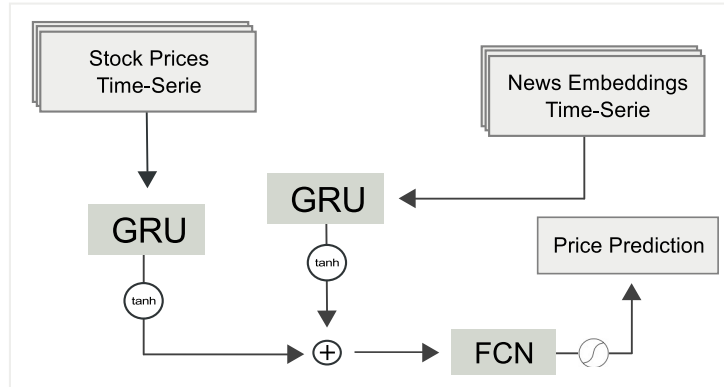 Stock Prices
Time-Serie
News Embeddings
Time-Serie
GRU
GRU
tanh
tanh
Price Prediction
+
FCN